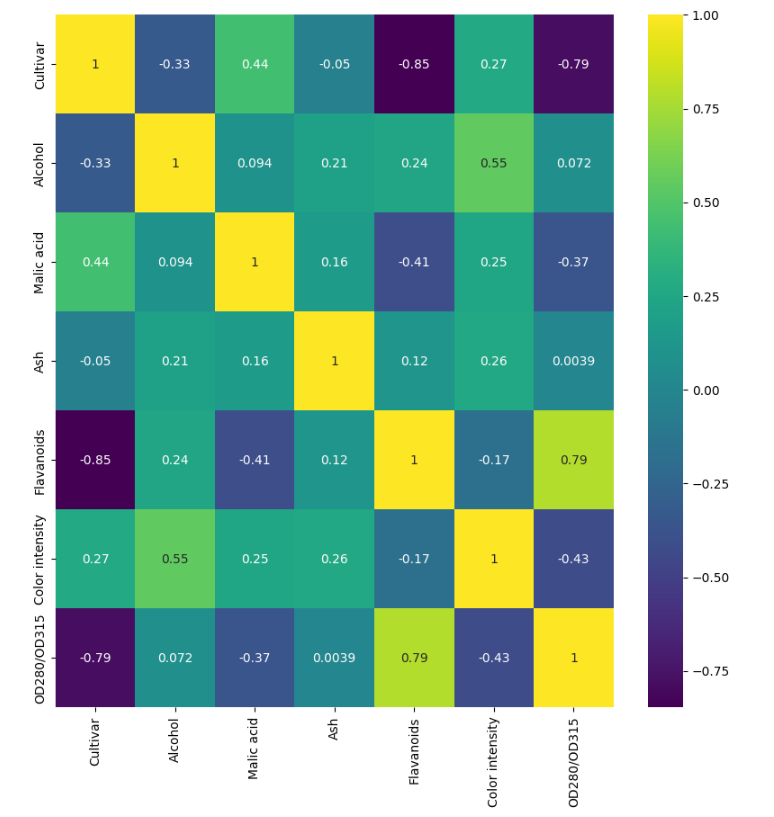 Cultivar 1 -0.33 0.44 -0.05 -0.85 0.27 -0.79
Alcohol -0.33 1 0.094 0.21 0.24 0.55 0.072
Malic acid 0.44 0.094 1 0.16 -0.41 0.25 -0.37
Ash -0.05 0.21 0.16 1 0.12 0.26 0.0039
Flavanoids -0.85 0.24 -0.41 0.12 1 -0.17 0.79
Color intensity 0.27 0.55 0.25 0.26 -0.17 1 -0.43
OD280/OD315 -0.79 0.072 -0.37 0.0039 0.79 -0.43 1
Cultivar Alcohol Malic acid Ash Flavanoids Color intensity OD280/OD315
1.00
0.75
0.50
0.25
0.00
−0.25
−0.50
−0.75